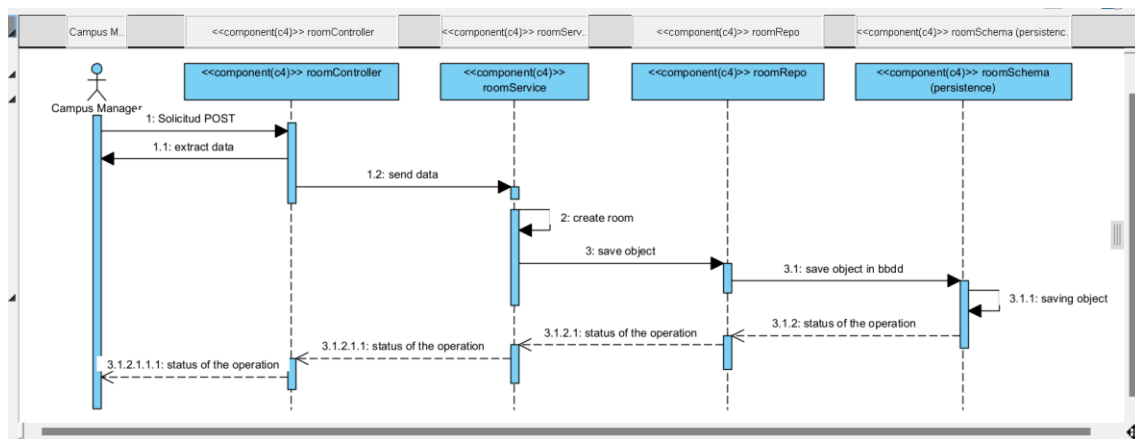 Campus M..
<<component(c4)>> roomController
<<component(c4)>> roomServ..
<<component(c4)>> roomRepo
<<component(c4)>> roomSchema (persistenc.
<<component(c4)>> roomController
<<component(c4)>>
roomService
<<component(c4)>> roomRepo
<<component(c4)>> roomSchema
(persistence)
Campus Manager
1: Solicitud POST
1.1: extract data
1.2: send data
2: create room
3: save object
3.1: save object in bbdd
3.1.1: saving object
3.1.2: status of the operation
3.1.2.1: status of the operation
3.1.2.1.1: status of the operation
3.1.2.1.1.1: status of the operation